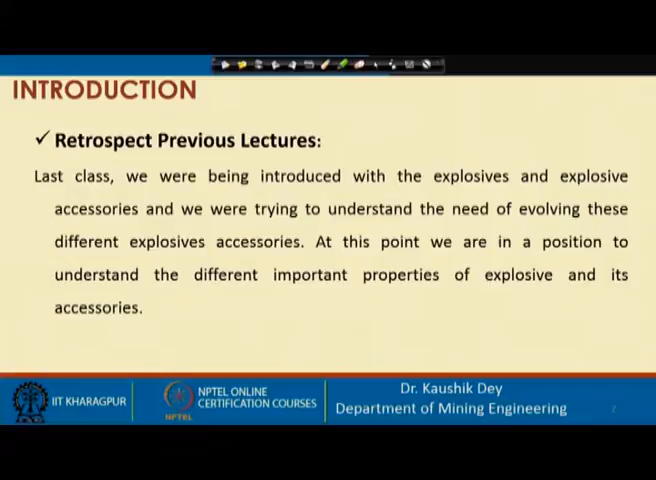 INTRODUCTION
✓ Retrospect Previous Lectures:
Last class, we were being introduced with the explosives and explosive
accessories and we were trying to understand the need of evolving these
different explosives accessories. At this point we are in a position to
understand the different important properties of explosive and its
accessories.
IIT KHARAGPUR
NPTEL
NPTEL ONLINE
CERTIFICATION COURSES
Dr. Kaushik Dey
Department of Mining Engineering